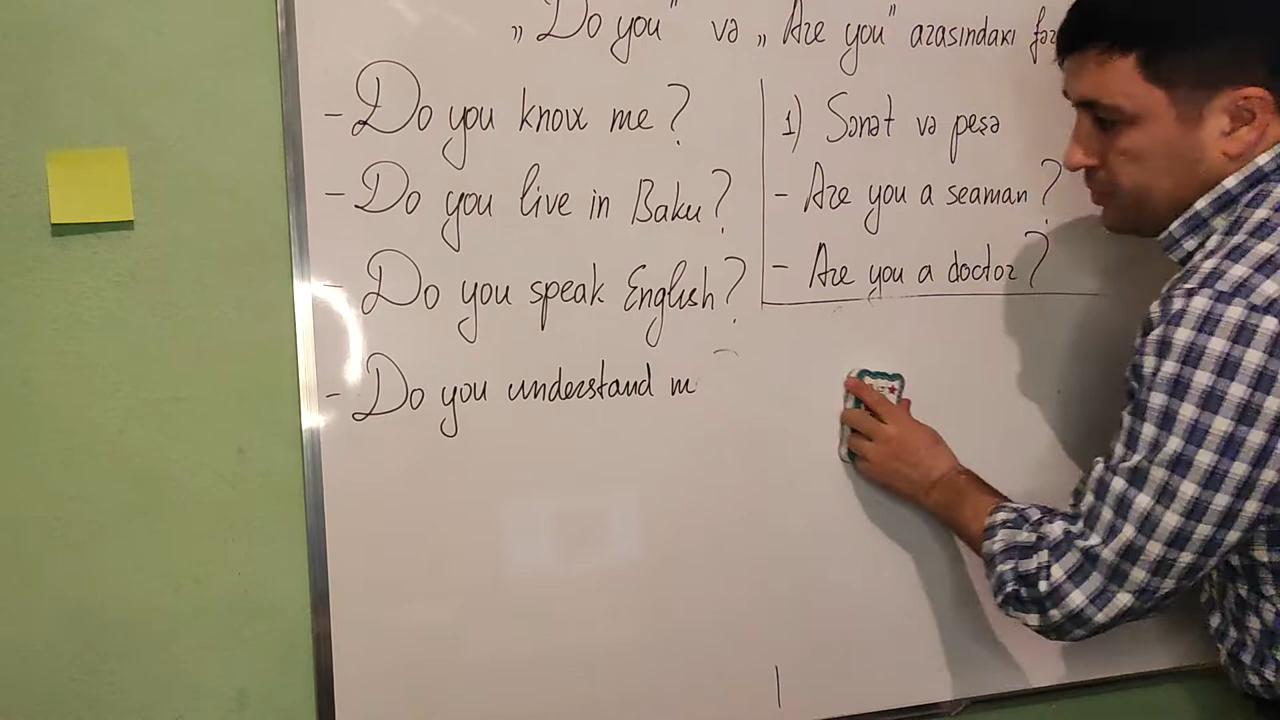 „Do you" və „Are you" arasındakı
- Do you know me?
- Do you live in Baku?
- Do you speak English?
- Do you understand m
1) Sənət və peşə
- Are you a seaman?
- Are you a doctor?